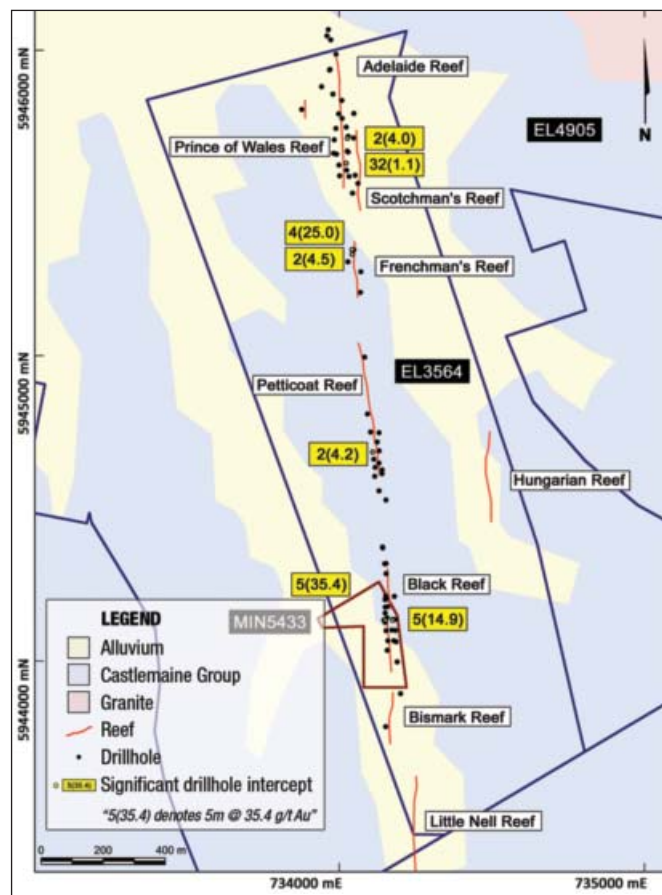 5946000 mN
Adelaide Reef
EL4905
N
2(4.0)
Prince of Wales Reef
32(1.1)
Scotchman's Reef
4(25.0)
2(4.5)
Frenchman's Reef
5945000 mN
Petticoat Reef
EL3564
2(4.2)
Hungarian Reef
5(35.4)
Black Reef
MIN5433
5(14.9)
LEGEND
Alluvium
Castlemaine Group
Granite
Reef
Drillhole
5(35.4) Significant drillhole intercept
"5(35.4) denotes 5m @ 35.4 g/t Au"
5944000 mN
Bismark Reef
Little Nell Reef
0 200 400 m
734000 mE
735000 mE